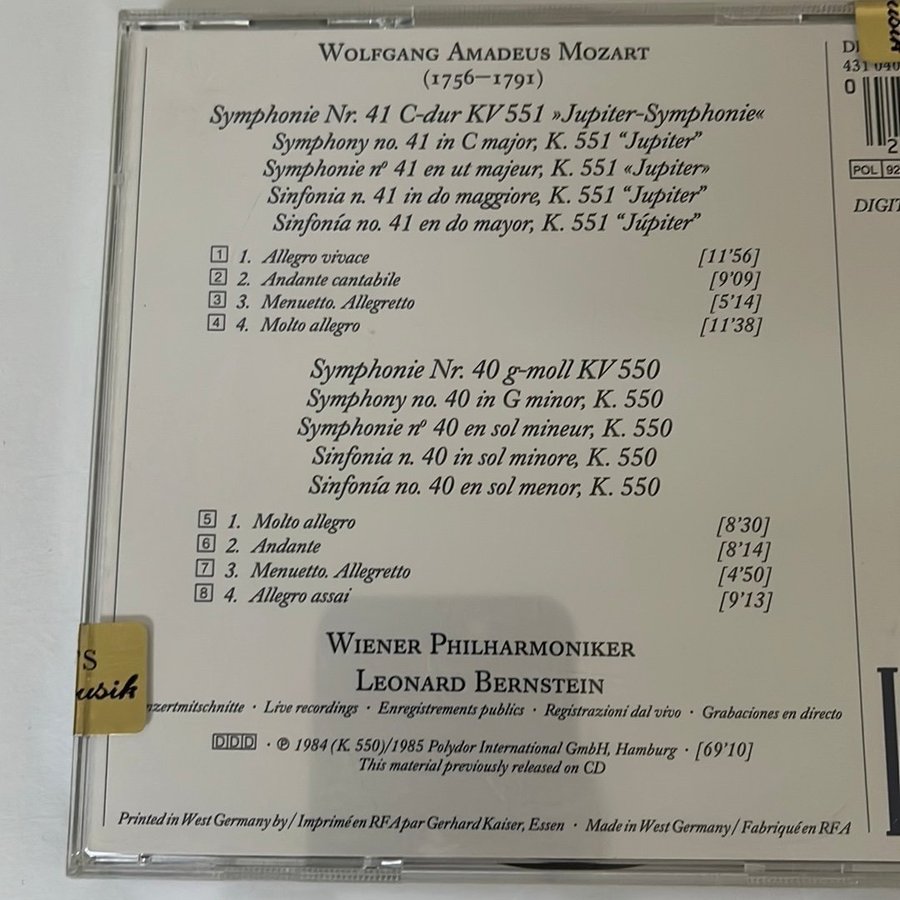 WOLFGANG AMADEUS MOZART
(1756–1791)
Symphonie Nr. 41 C-dur KV 551 »Jupiter-Symphonie«
Symphony no. 41 in C major, K. 551 “Jupiter”
Symphonie nº 41 en ut majeur, K. 551 «Jupiter»
Sinfonia n. 41 in do maggiore, K. 551 “Jupiter”
Sinfonía no. 41 en do mayor, K. 551 “Júpiter”
1 1. Allegro vivace [11’56]
2 2. Andante cantabile [9’09]
3 3. Menuetto. Allegretto [5’14]
4 4. Molto allegro [11’38]
Symphonie Nr. 40 g-moll KV 550
Symphony no. 40 in G minor, K. 550
Symphonie nº 40 en sol mineur, K. 550
Sinfonia n. 40 in sol minore, K. 550
Sinfonía no. 40 en sol menor, K. 550
5 1. Molto allegro [8’30]
6 2. Andante [8’14]
7 3. Menuetto. Allegretto [4’50]
8 4. Allegro assai [9’13]
WIENER PHILHARMONIKER
LEONARD BERNSTEIN
nzertmitschnitte · Live recordings · Enregistrements publics · Registrazioni dal vivo · Grabaciones en directo
DDD · ℗ 1984 (K. 550)/1985 Polydor International GmbH, Hamburg · [69’10]
This material previously released on CD
Printed in West Germany by / Imprimé en RFA par Gerhard Kaiser, Essen · Made in West Germany / Fabriqué en RFA
’S
usik
usik
431 040
0
2
POL 92
DIGIT